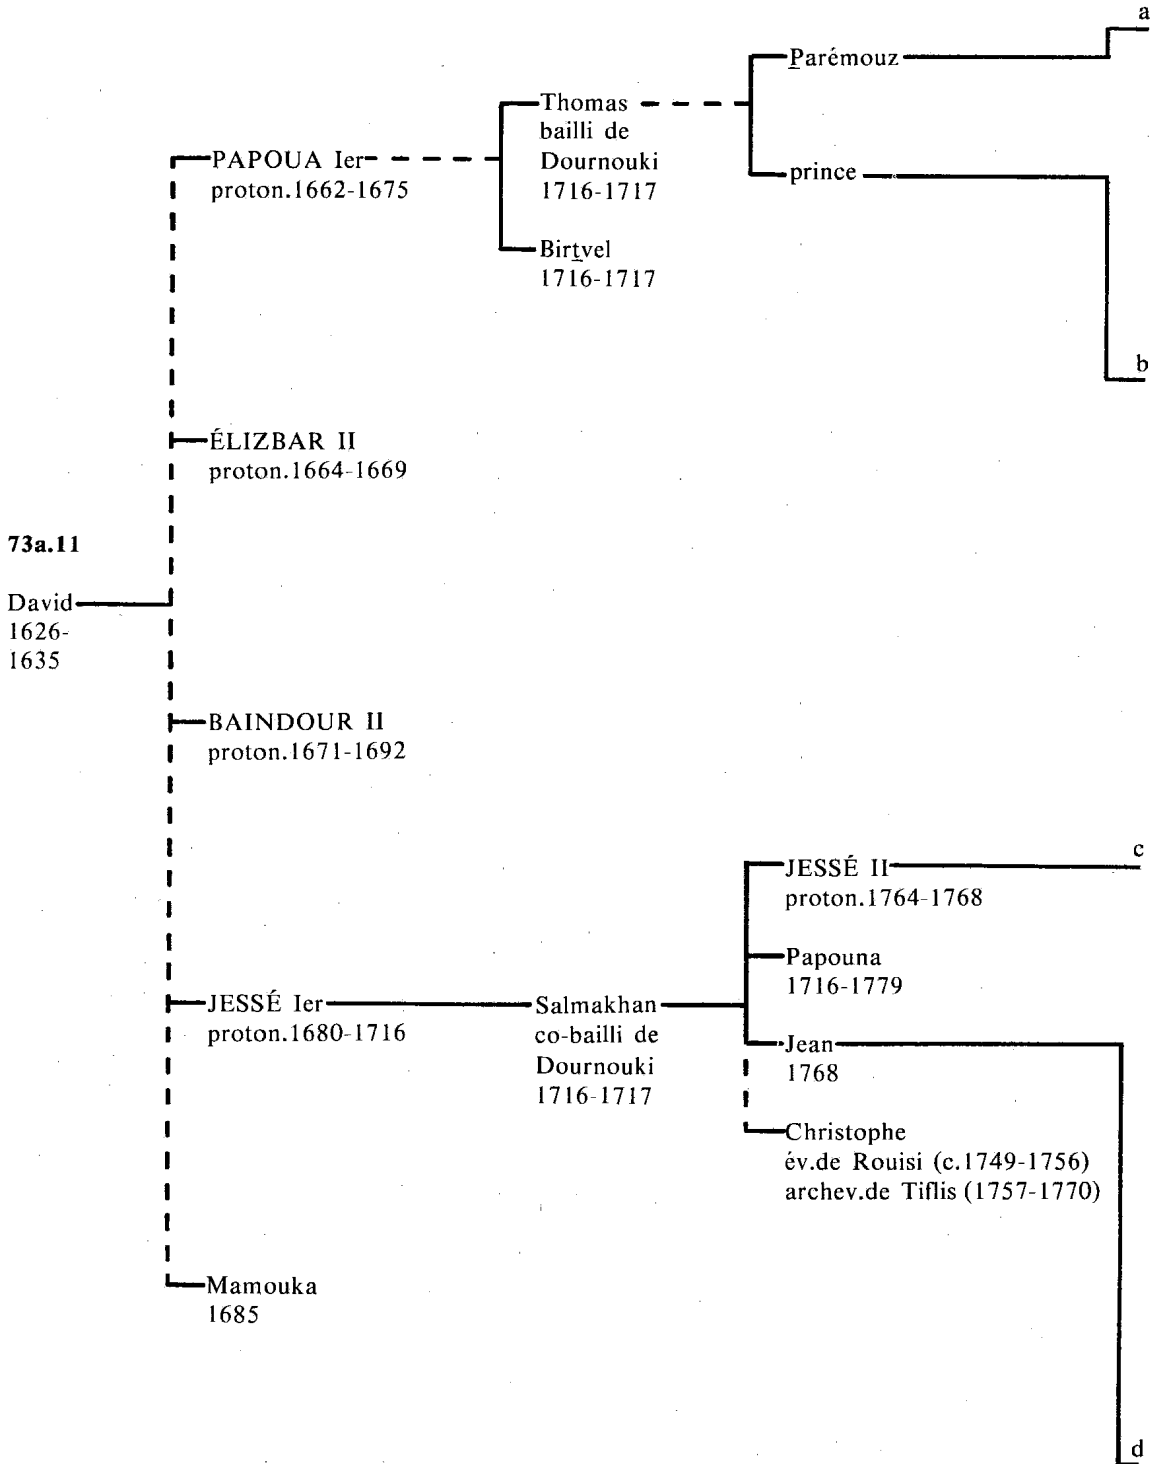 a
Parémouz
Thomas
bailli de
Dournouki
1716-1717
PAPOUA Ier
proton.1662-1675
prince
Birtvel
1716-1717
b
ÉLIZBAR II
proton.1664-1669
73a.11
David
1626-
1635
BAINDOUR II
proton.1671-1692
c
JESSÉ II
proton.1764-1768
Papouna
1716-1779
JESSÉ Ier
proton.1680-1716
Salmakhan
co-bailli de
Dournouki
1716-1717
Jean
1768
Christophe
év.de Rouisi (c.1749-1756)
archev.de Tiflis (1757-1770)
Mamouka
1685
d